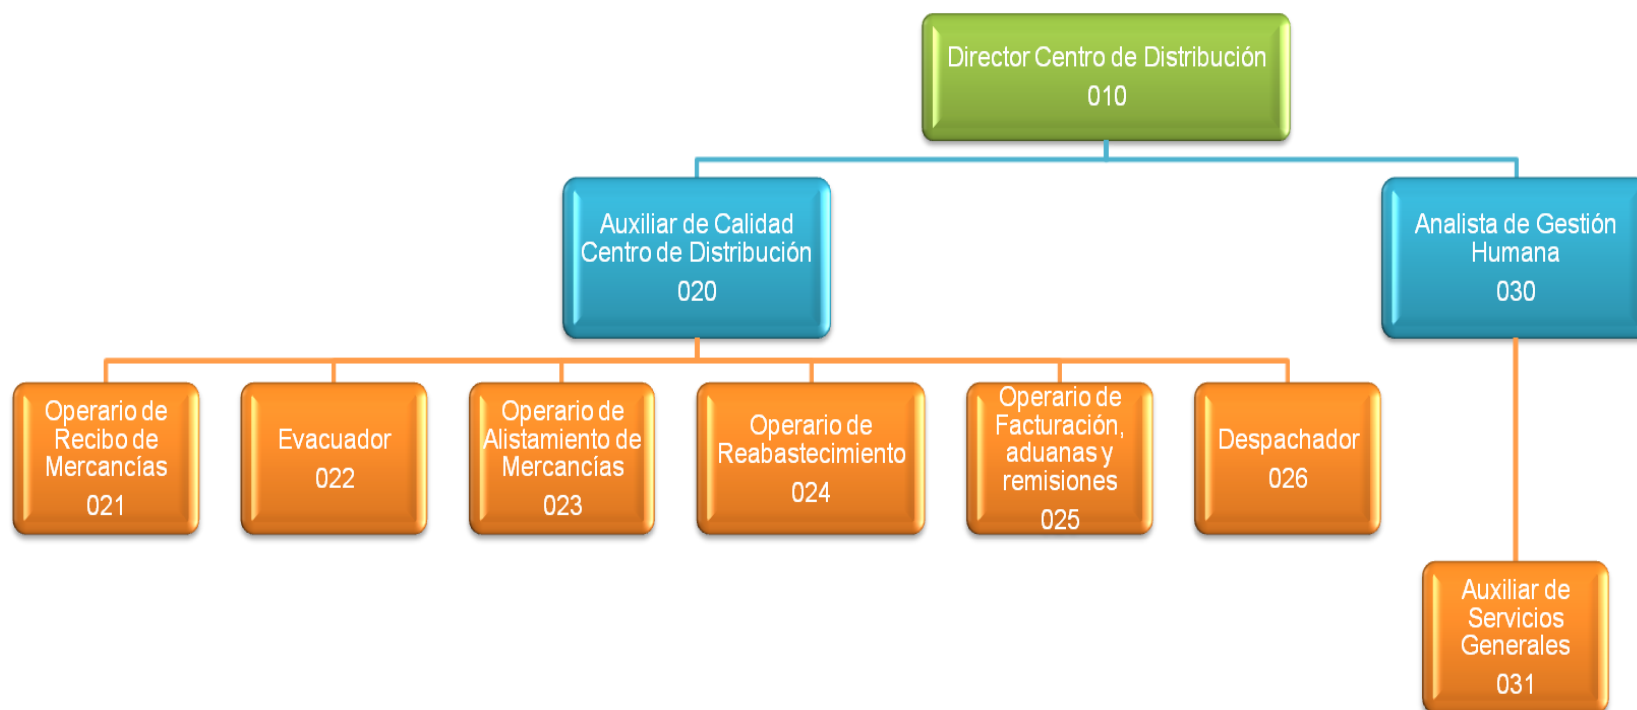 Director Centro de Distribución
010
Auxiliar de Calidad
Centro de Distribución
020
Analista de Gestión
Humana
030
Operario de
Recibo de
Mercancías
021
Evacuador
022
Operario de
Alistamiento de
Mercancías
023
Operario de
Reabastecimiento
024
Operario de
Facturación,
aduanas y
remisiones
025
Despachador
026
Auxiliar de
Servicios
Generales
031